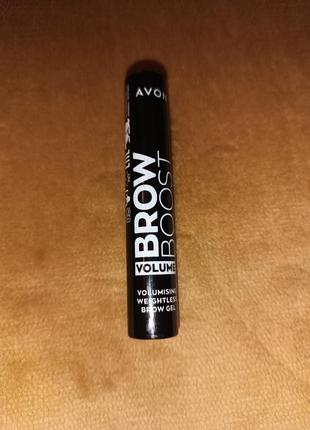 AVON
BROW
BOOST
VOLUME
VOLUMISING
WEIGHTLESS
BROW GEL